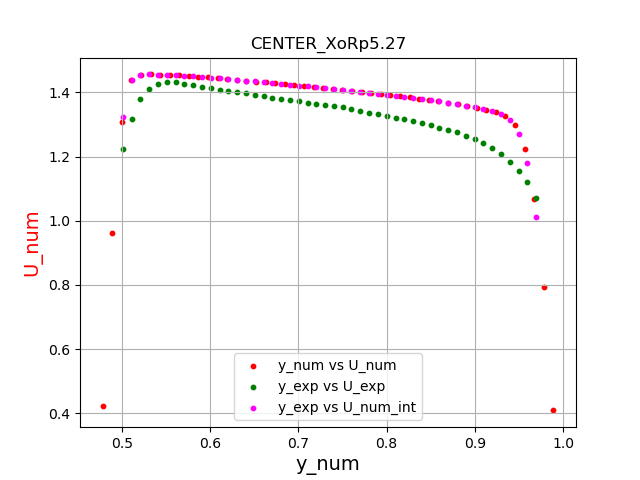 CENTER_XoRp5.27
U_num
1.4
1.2
1.0
0.8
0.6
0.4
y_num vs U_num
y_exp vs U_exp
y_exp vs U_num_int
0.5 0.6 0.7 0.8 0.9 1.0
y_num